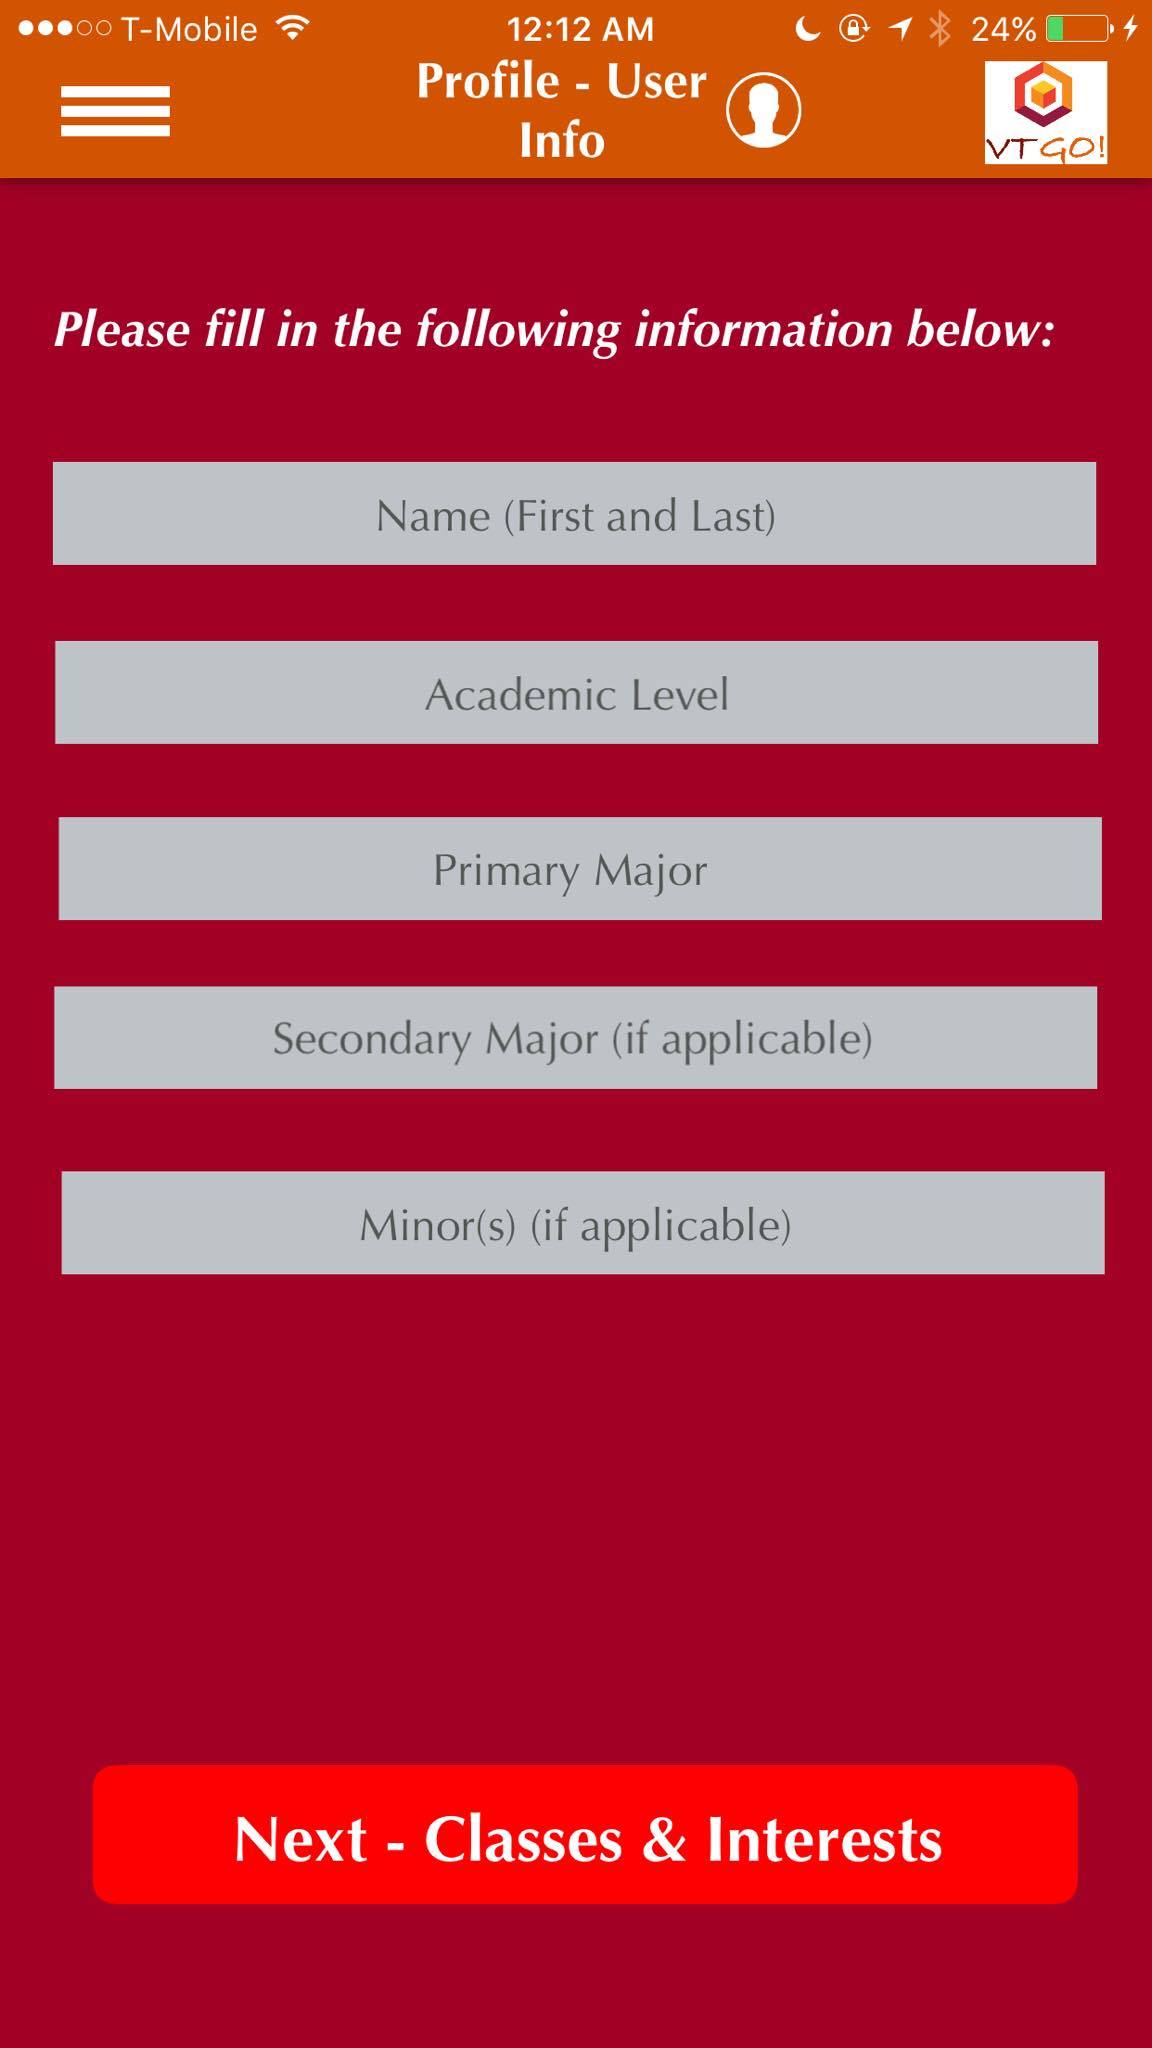 T-Mobile 12:12 AM 24%
Profile - User
Info
VTGO!
Please fill in the following information below:
Name (First and Last)
Academic Level
Primary Major
Secondary Major (if applicable)
Minor(s) (if applicable)
Next - Classes & Interests